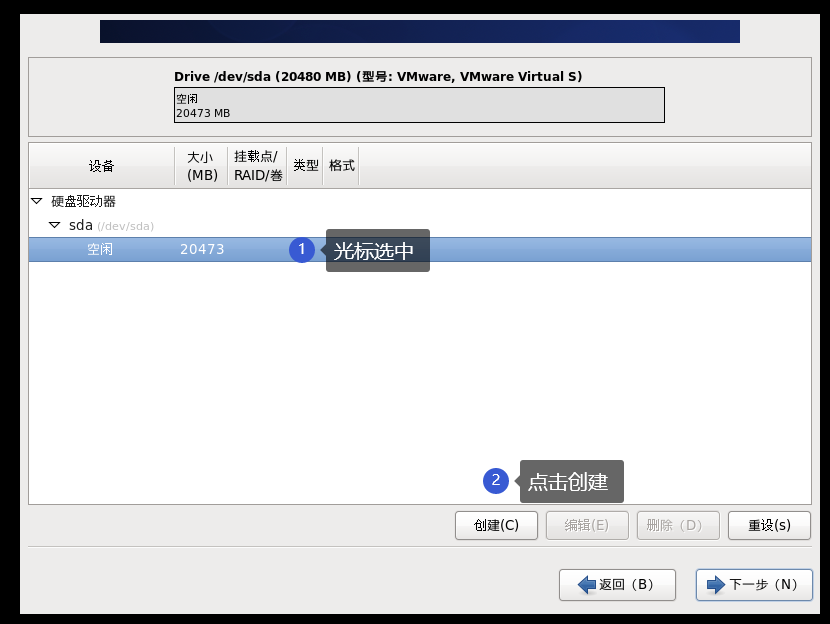 Drive /dev/sda (20480 MB) (型号: VMware, VMware Virtual S)
空闲
20473 MB
设备
大小
(MB)
挂载点/
RAID/卷
类型
格式
硬盘驱动器
sda (/dev/sda)
空闲 20473
1 光标选中
2 点击创建
创建(C) 编辑(E) 删除（D） 重设(s)
返回（B） 下一步（N）